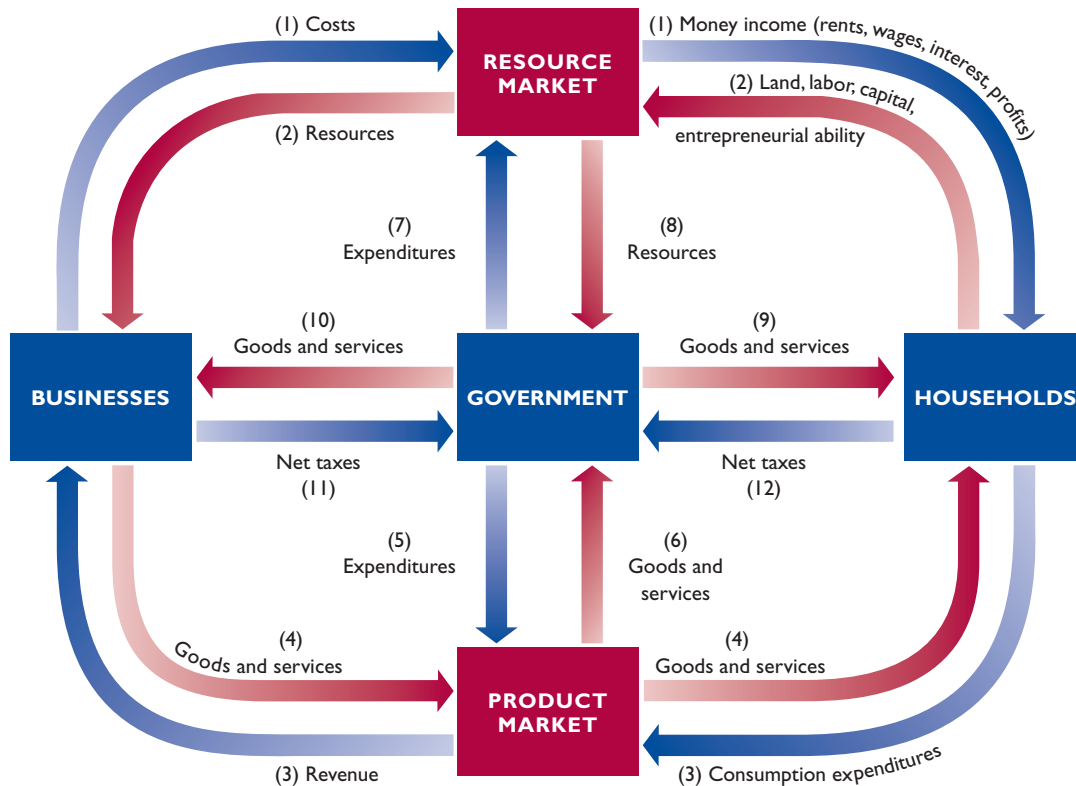 (1) Costs
RESOURCE
MARKET
(1) Money income (rents, wages, interest, profits)
(2) Resources
(2) Land, labor, capital,
entrepreneurial ability
(7)
Expenditures
(8)
Resources
(10)
Goods and services
(9)
Goods and services
BUSINESSES
GOVERNMENT
HOUSEHOLDS
Net taxes
(11)
Net taxes
(12)
(5)
Expenditures
(6)
Goods and
services
(4)
Goods and services
(4)
Goods and services
PRODUCT
MARKET
(3) Revenue
(3) Consumption expenditures